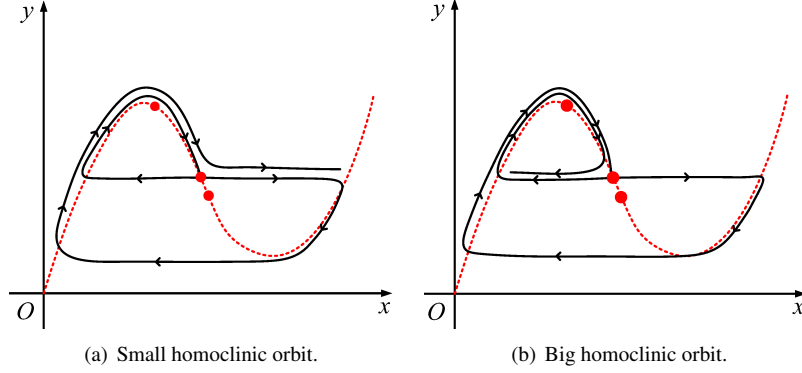 y
O
x
(a) Small homoclinic orbit.
y
O
x
(b) Big homoclinic orbit.